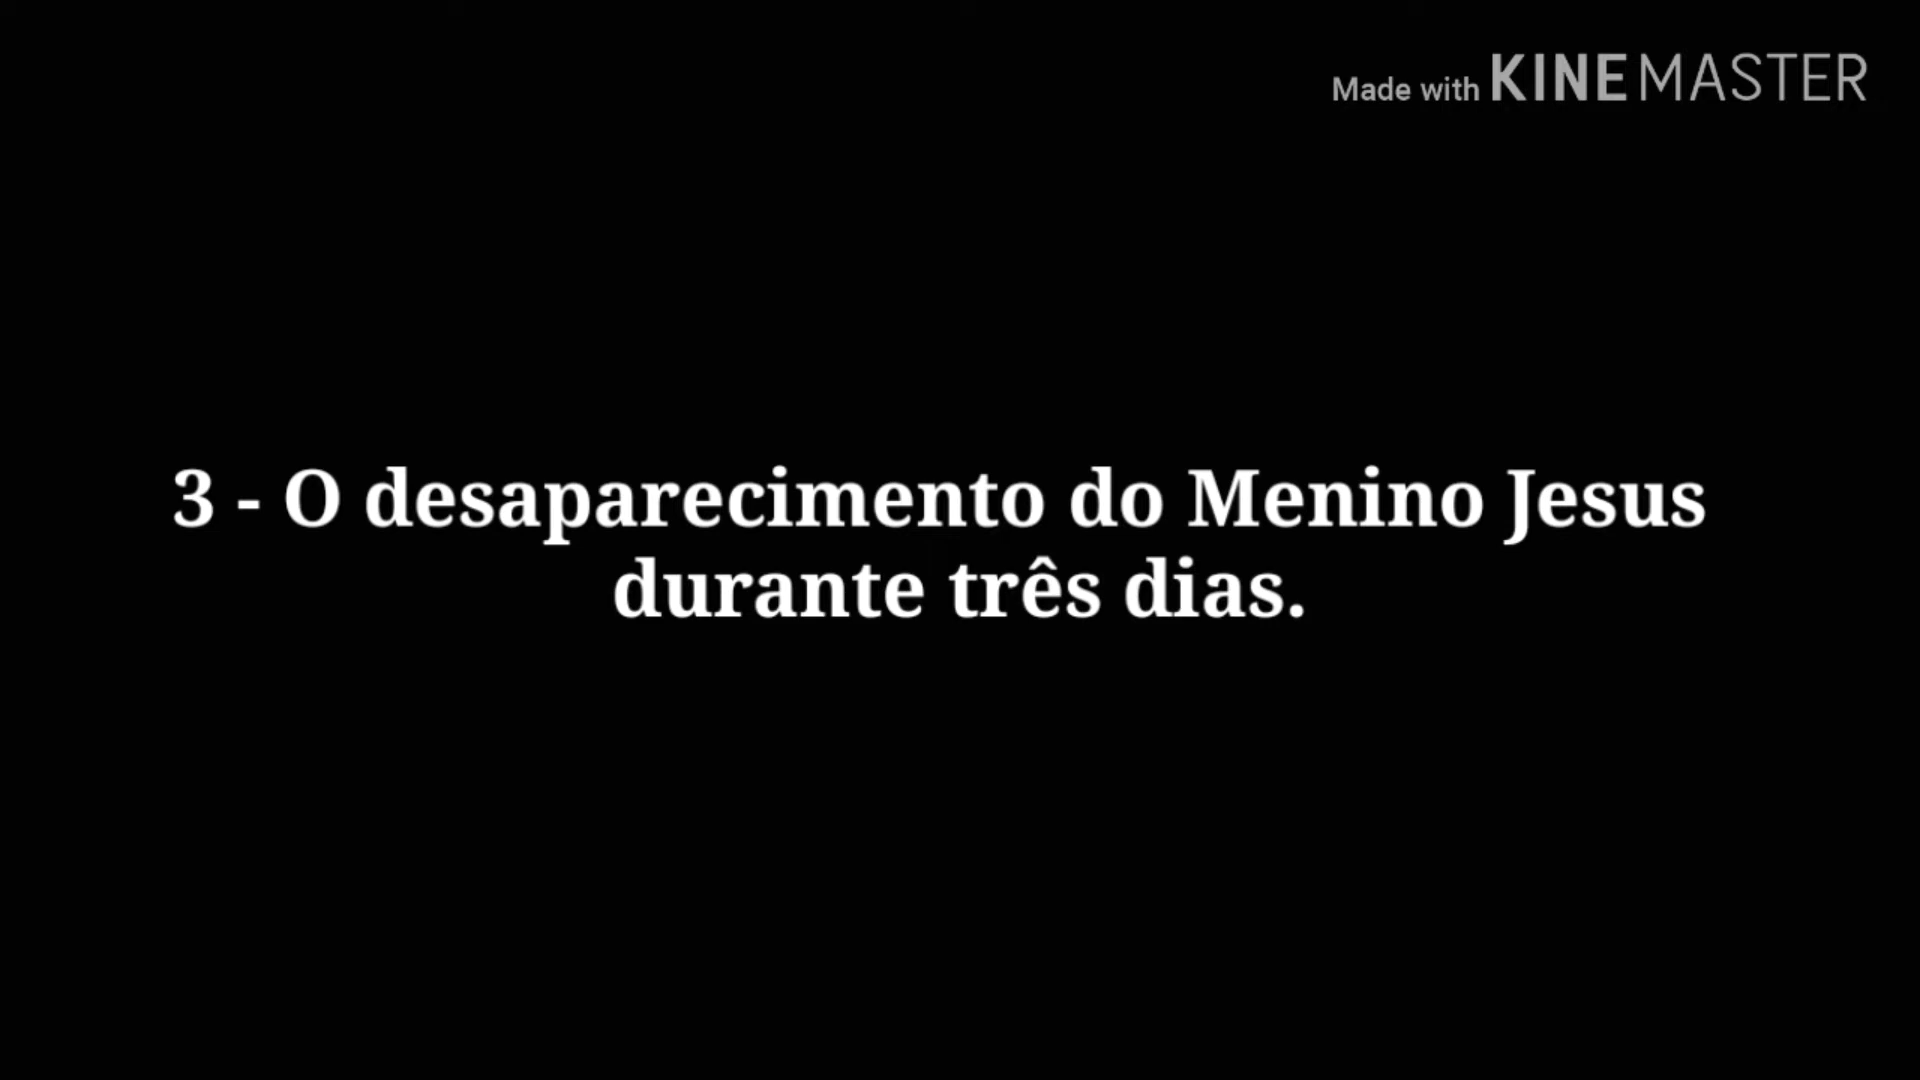 Made with KINEMASTER
3 - O desaparecimento do Menino Jesus
durante três dias.